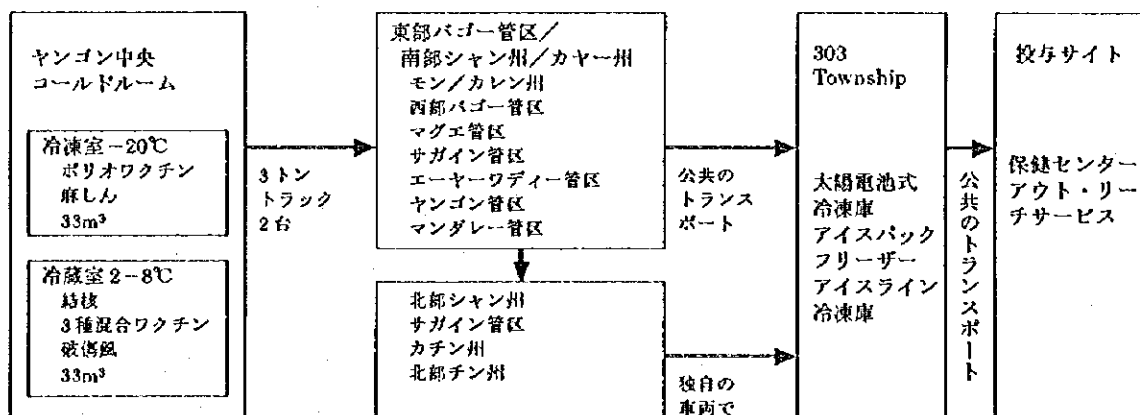 ヤンゴン中央
コールドルーム
冷凍室-20℃
ポリオワクチン
麻しん
33m³
冷蔵室2-8℃
結核
3種混合ワクチン
破傷風
33m³
3トン
トラック
2台
東部バゴー管区/
南部シャン州/カヤー州
モン/カレン州
西部バゴー管区
マグエ管区
サガイン管区
エーヤーワディー管区
ヤンゴン管区
マンダレー管区
北部シャン州
サガイン管区
カチン州
北部チン州
公共の
トランス
ポート
独自の
車両で
303
Township
太陽電池式
冷凍庫
アイスパック
フリーザー
アイスライン
冷凍庫
公共のトランスポート
投与サイト
保健センター
アウト・リー
チサービス